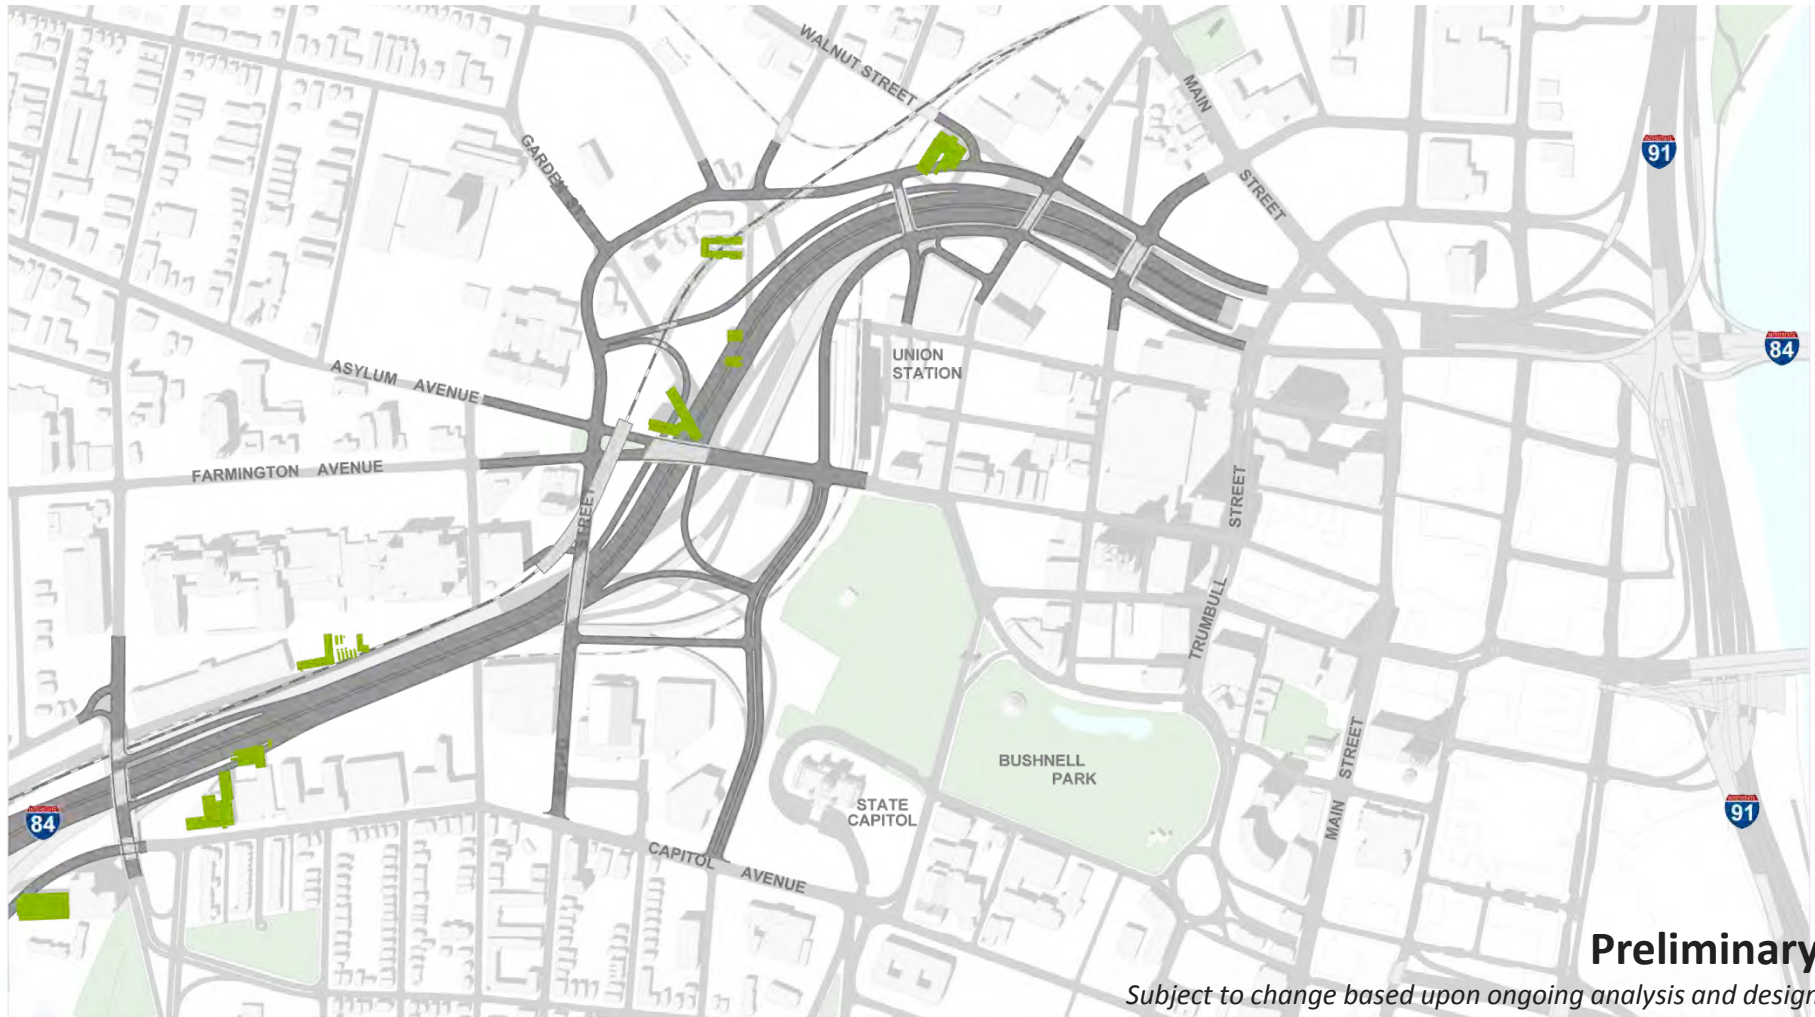 WALNUT STREET
MAIN
STREET
91
GARDEN ST
84
UNION
STATION
ASYLUM AVENUE
FARMINGTON AVENUE
STREET
STREET
TRUMBULL
BUSHNELL
PARK
STATE
CAPITOL
STREET
MAIN
84
91
CAPITOL AVENUE
Preliminary
Subject to change based upon ongoing analysis and design